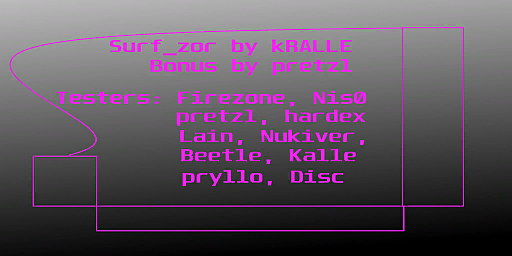 Surf_zor by kRALLE
Bonus by pretzl
Testers: Firezone, Nis0
pretzl, hardex
Lain, Nukiver,
Beetle, Kalle
pryllo, Disc